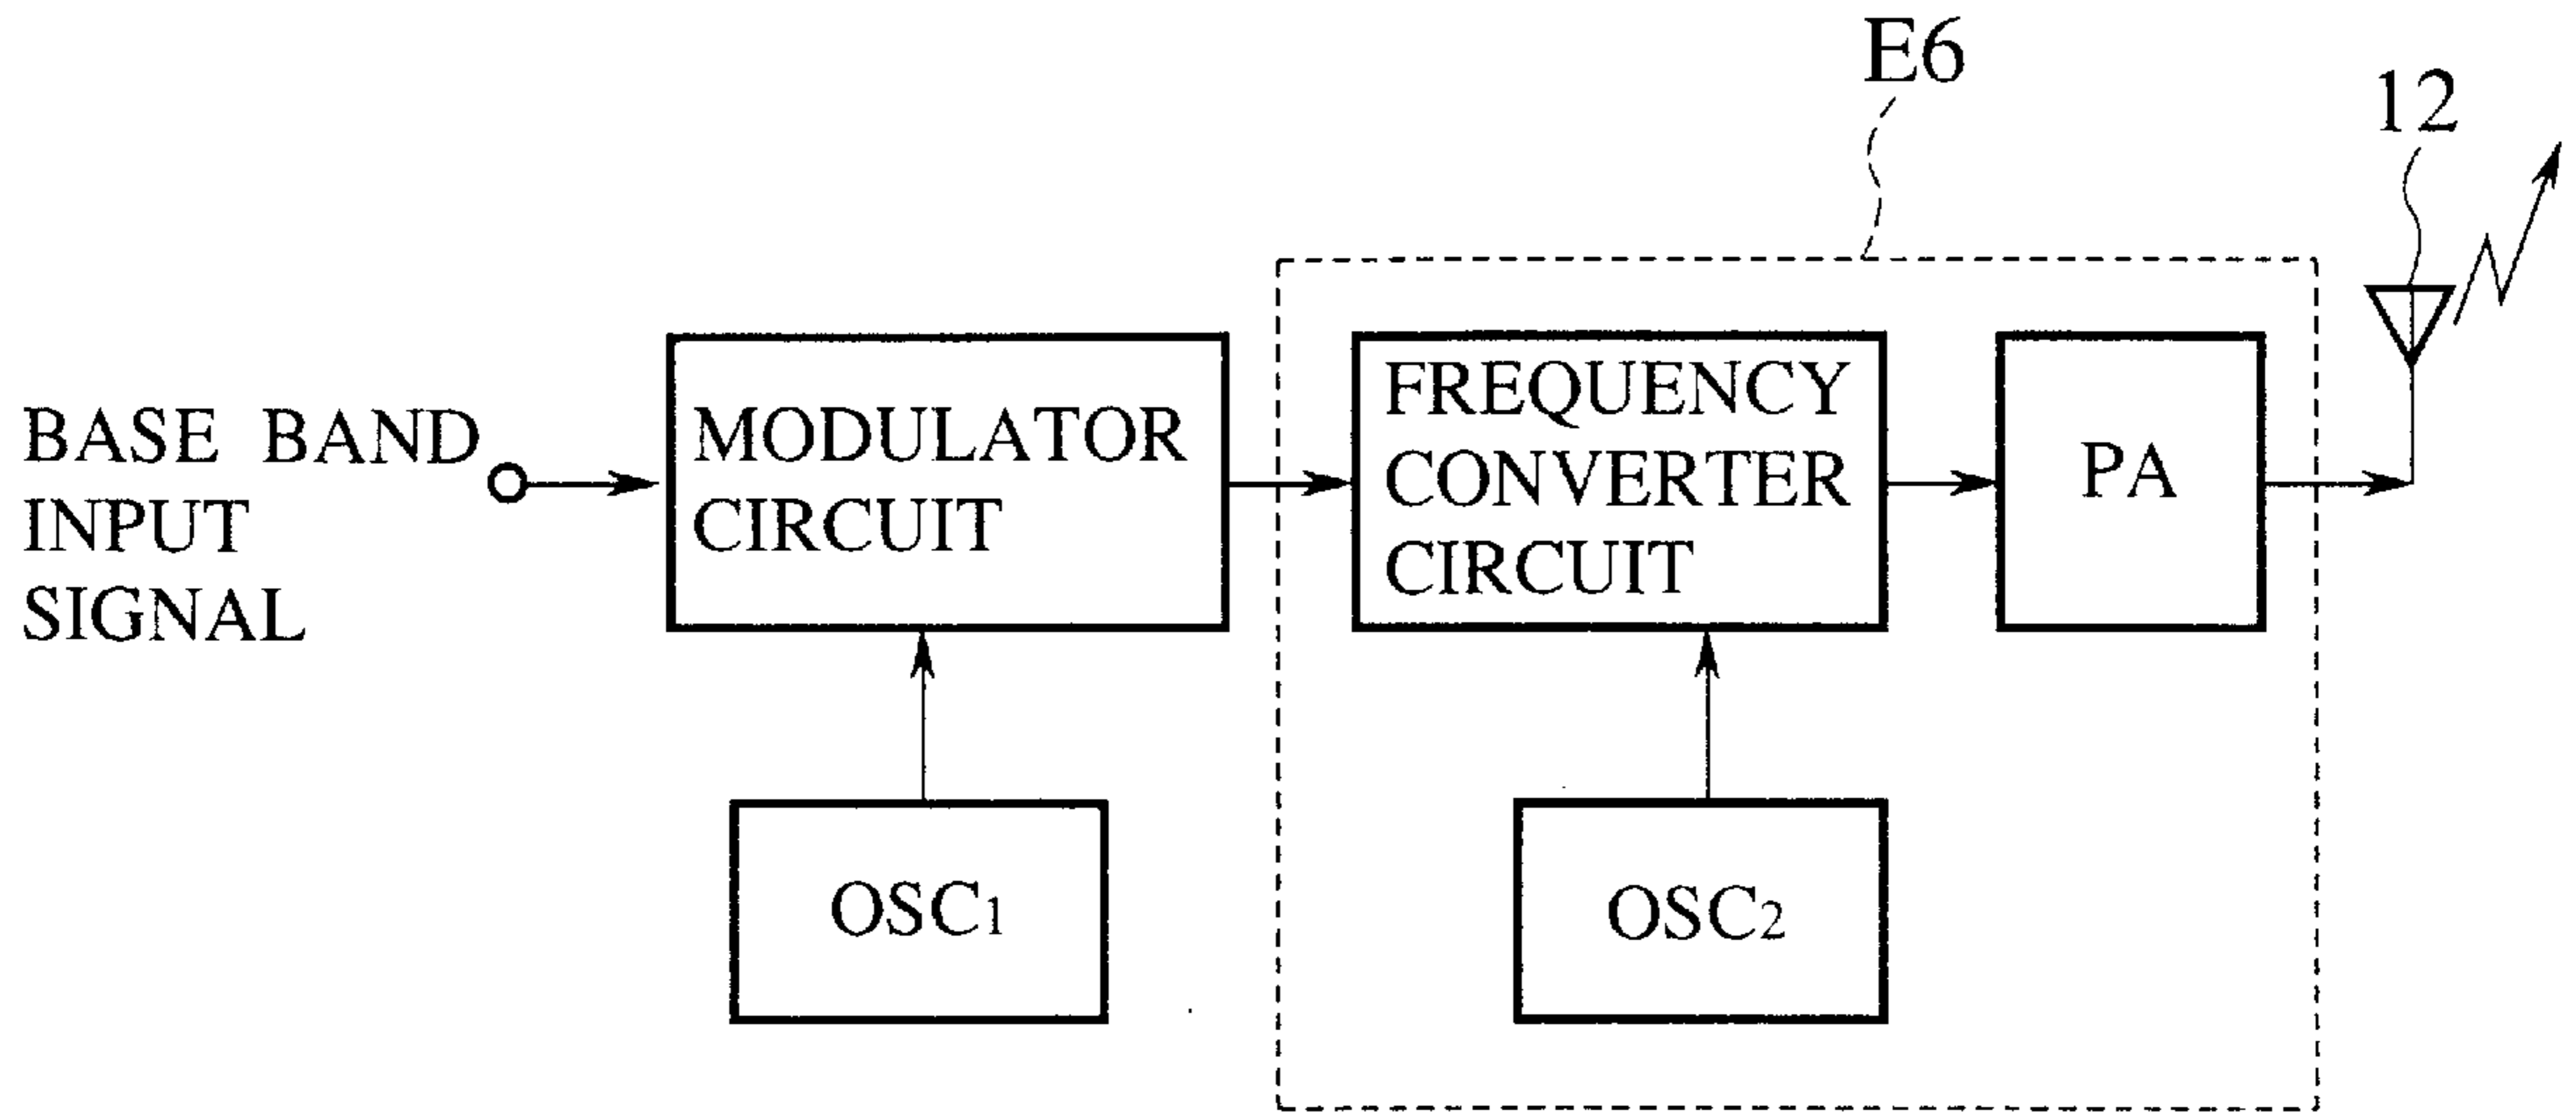 E6
12
BASE BAND
INPUT
SIGNAL
MODULATOR
CIRCUIT
FREQUENCY
CONVERTER
CIRCUIT
PA
OSC1
OSC2